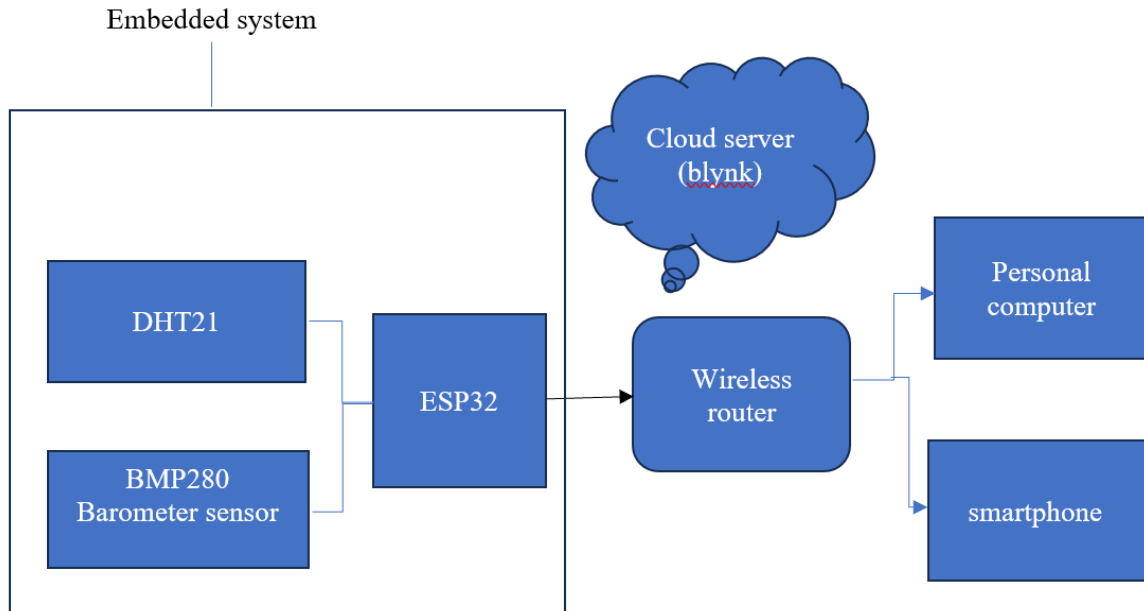 Embedded system
Cloud server
(blynk)
DHT21
ESP32
BMP280
Barometer sensor
Wireless
router
Personal
computer
smartphone